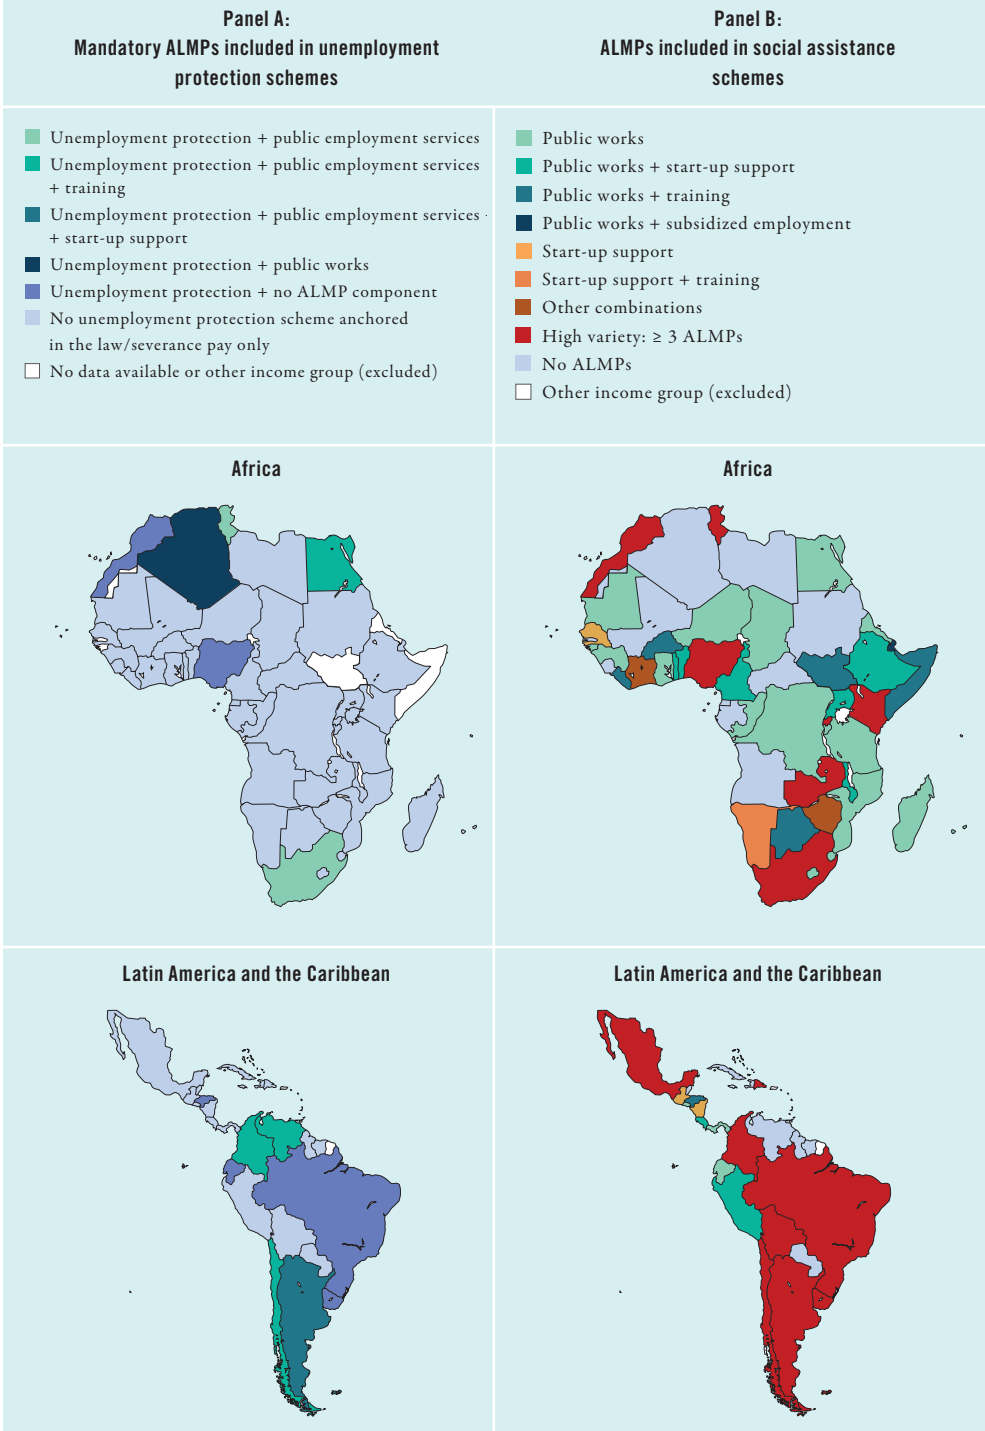 Panel A:
Mandatory ALMPs included in unemployment
protection schemes
Panel B:
ALMPs included in social assistance
schemes
Unemployment protection + public employment services
Unemployment protection + public employment services
+ training
Unemployment protection + public employment services
+ start-up support
Unemployment protection + public works
Unemployment protection + no ALMP component
No unemployment protection scheme anchored
in the law/severance pay only
No data available or other income group (excluded)
Public works
Public works + start-up support
Public works + training
Public works + subsidized employment
Start-up support
Start-up support + training
Other combinations
High variety: ≥ 3 ALMPs
No ALMPs
Other income group (excluded)
Africa
Africa
Latin America and the Caribbean
Latin America and the Caribbean